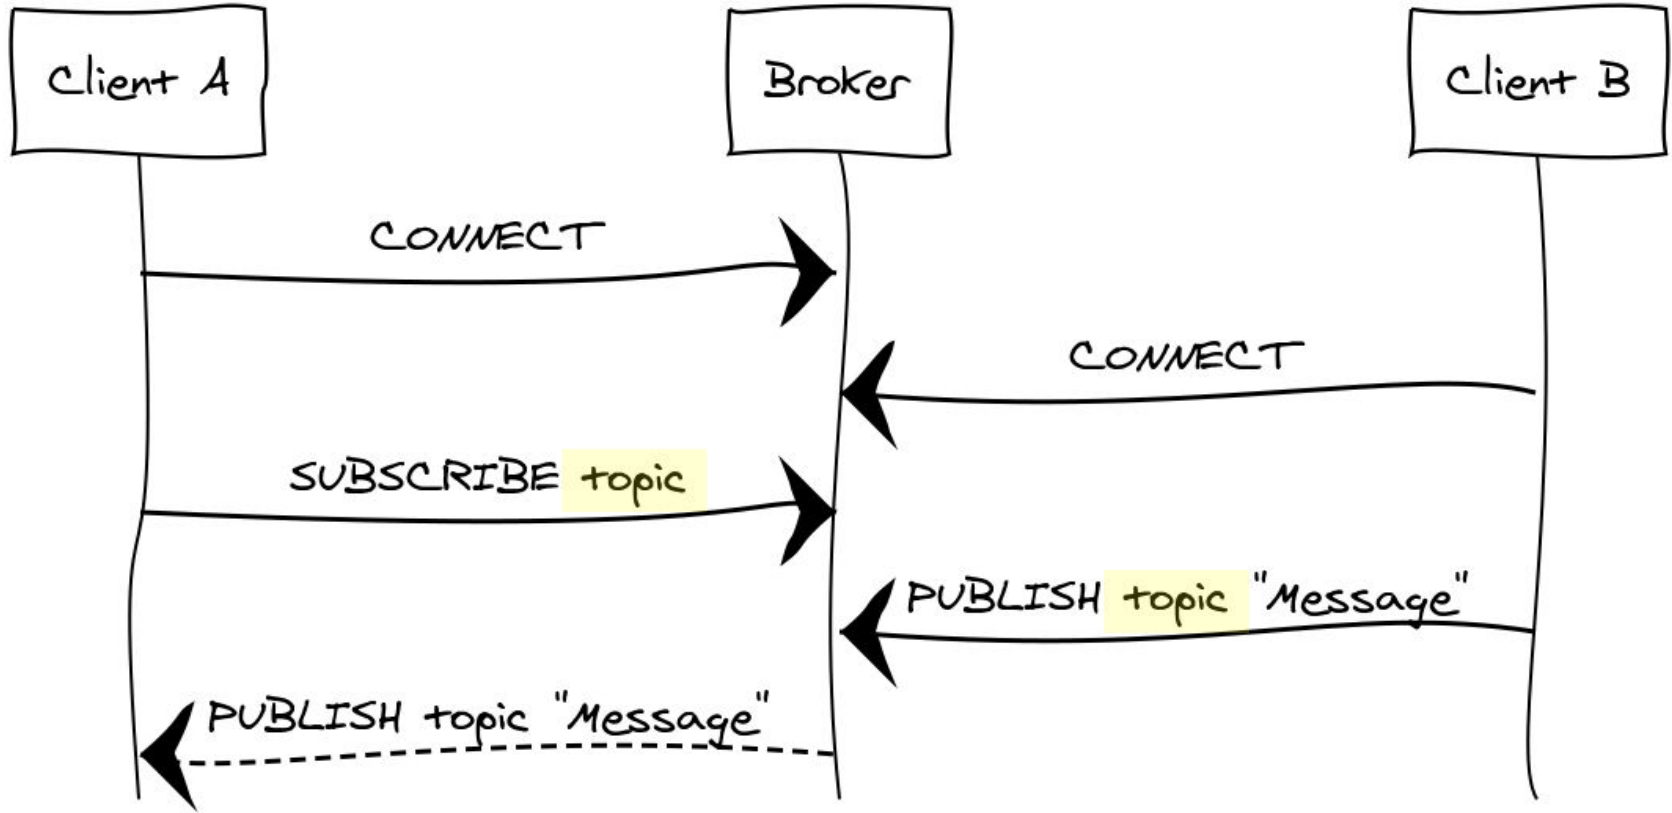 Client A
Broker
Client B
CONNECT
CONNECT
SUBSCRIBE topic
PUBLISH topic "Message"
PUBLISH topic "Message"